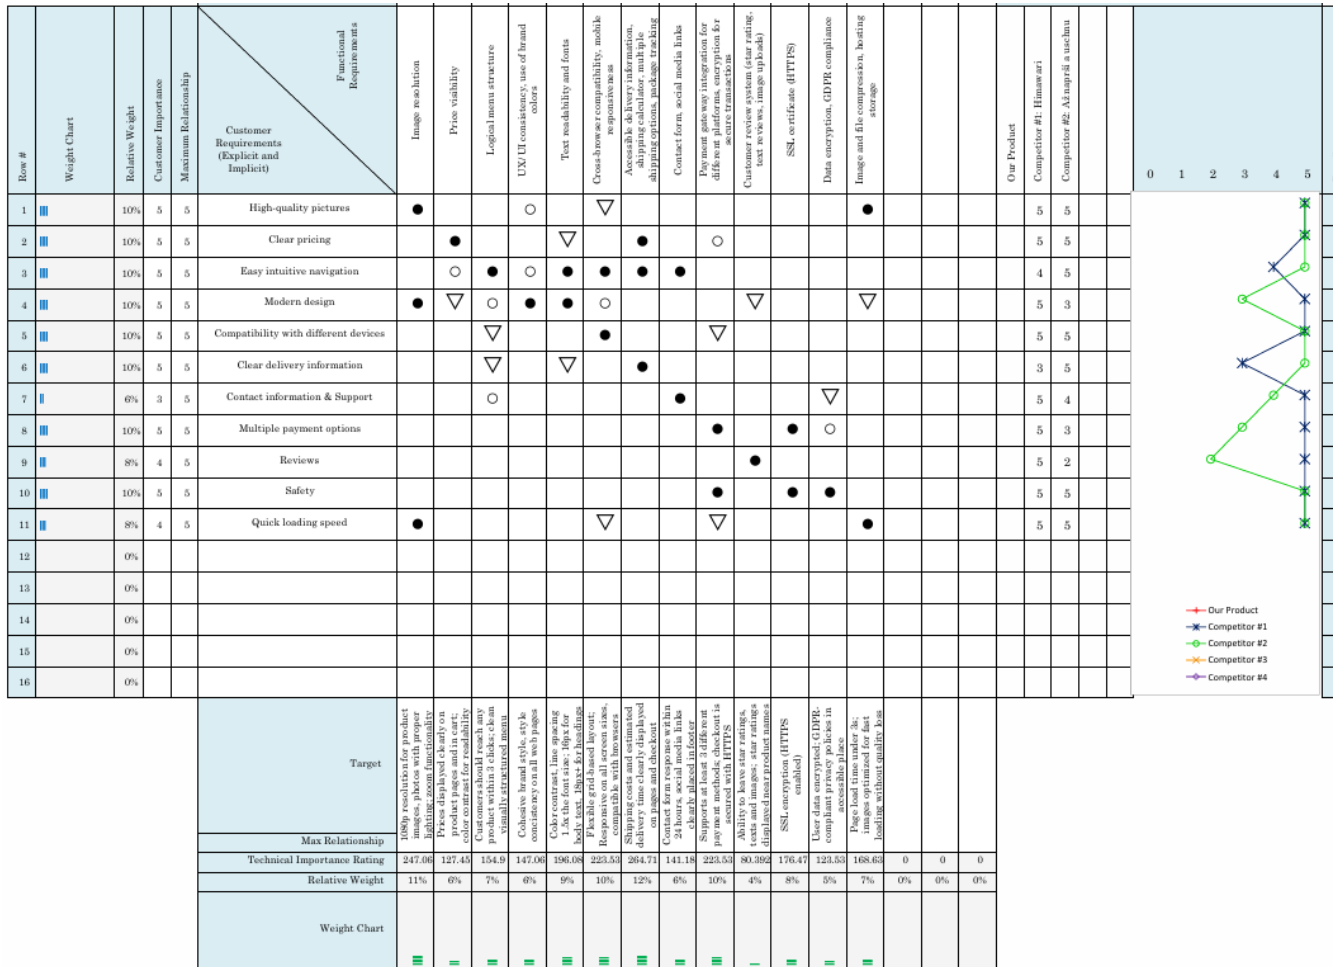 Row #
Weight Chart
Relative Weight
Customer Importance
Maximum Relationship
Customer
Requirements
(Explicit and
Implicit)
Functional
Requirements
Image resolution
Price visibility
Logical menu structure
UX/ UI consistency, use of brand
colors
Text readability and fonts
Cross-browser compatibility, mobile
responsiveness
Accessible delivery information,
shipping calculator, multiple
shipping options, package tracking
Contact form, social media links
Payment gateway integration for
different platforms, encryption for
secure transactions
Customer review system (star rating,
text reviews, image uploads)
SSL certificate (HTTPS)
Data encryption, GDPR compliance
Image and file compression, hosting
storage
Our Product
Competitor #1: Himawari
Competitor #2: Až naprší a uschnu
0 1 2 3 4 5
1 10% 5 5 High-quality pictures 5 5
2 10% 5 5 Clear pricing 5 5
3 10% 5 5 Easy intuitive navigation 4 5
4 10% 5 5 Modern design 5 3
5 10% 5 5 Compatibility with different devices 5 5
6 10% 5 5 Clear delivery information 3 5
7 6% 3 5 Contact information & Support 5 4
8 10% 5 5 Multiple payment options 5 3
9 8% 4 5 Reviews 5 2
10 10% 5 5 Safety 5 5
11 8% 4 5 Quick loading speed 5 5
12 0%
13 0%
14 0%
15 0%
16 0%
Our Product
Competitor #1
Competitor #2
Competitor #3
Competitor #4
Target
1080p resolution for product
images, photos with proper
lighting; zoom functionality
Prices displayed clearly on
product pages and in cart;
color contrast for readability
Customers should reach any
product within 3 clicks; clean
visually structured menu
Cohesive brand style, style
concistency on all web pages
Color contrast, line spacing
1.5x the font size; 16px for
body text, 18px+ for headings
Flexible grid-based layout;
Responsive on all screen sizes,
compatible with browsers
Shipping costs and estimated
delivery time clearly displayed
on pages and checkout
Contact form response within
24 hours, social media links
clearly placed in footer
Supports at least 3 different
payment methods; checkout is
secured with HTTPS
Ability to leave star ratings,
texts and images; star ratings
displayed near product names
SSL encryption (HTTPS
enabled)
User data encrypted; GDPR-
compliant privacy policies in
accessible place
Page load time under 3s;
images optimized for fast
loading without quality loss
Max Relationship
Technical Importance Rating 247.06 127.45 154.9 147.06 196.08 223.53 264.71 141.18 223.53 80.392 176.47 123.53 168.63 0 0 0
Relative Weight 11% 6% 7% 6% 9% 10% 12% 6% 10% 4% 8% 5% 7% 0% 0% 0%
Weight Chart